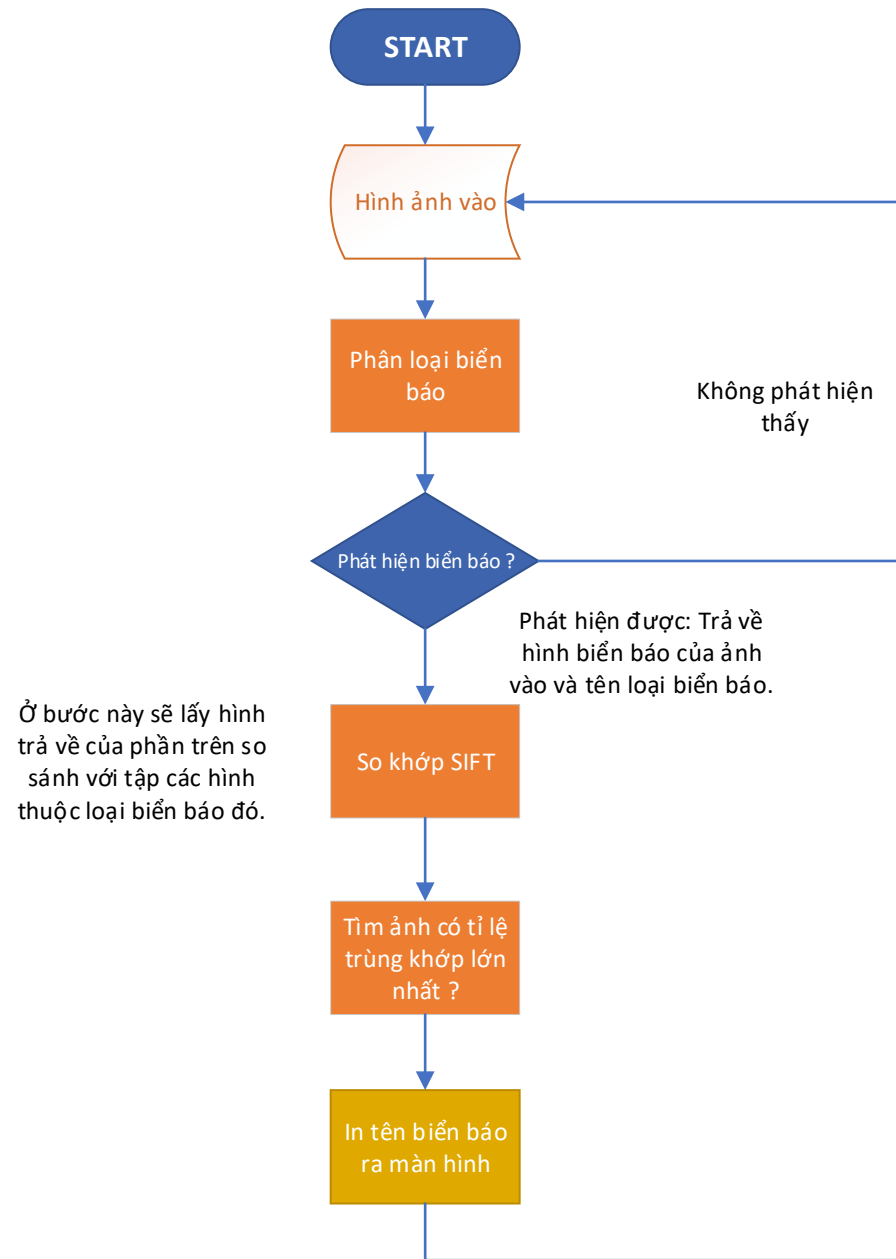 START
Hình ảnh vào
Phân loại biển
báo
Không phát hiện
thấy
Phát hiện biển báo ?
Phát hiện được: Trả về
hình biển báo của ảnh
vào và tên loại biển báo.
Ở bước này sẽ lấy hình
trả về của phần trên so
sánh với tập các hình
thuộc loại biển báo đó.
So khớp SIFT
Tìm ảnh có tỉ lệ
trùng khớp lớn
nhất ?
In tên biển báo
ra màn hình